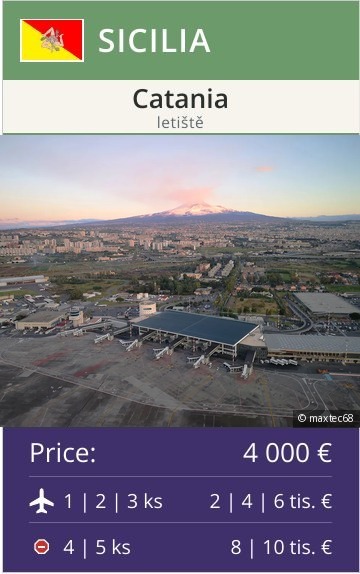 SICILIA
Catania
letiště
© maxtec68
Price: 4 000 €
1 | 2 | 3 ks 2 | 4 | 6 tis. €
4 | 5 ks 8 | 10 tis. €